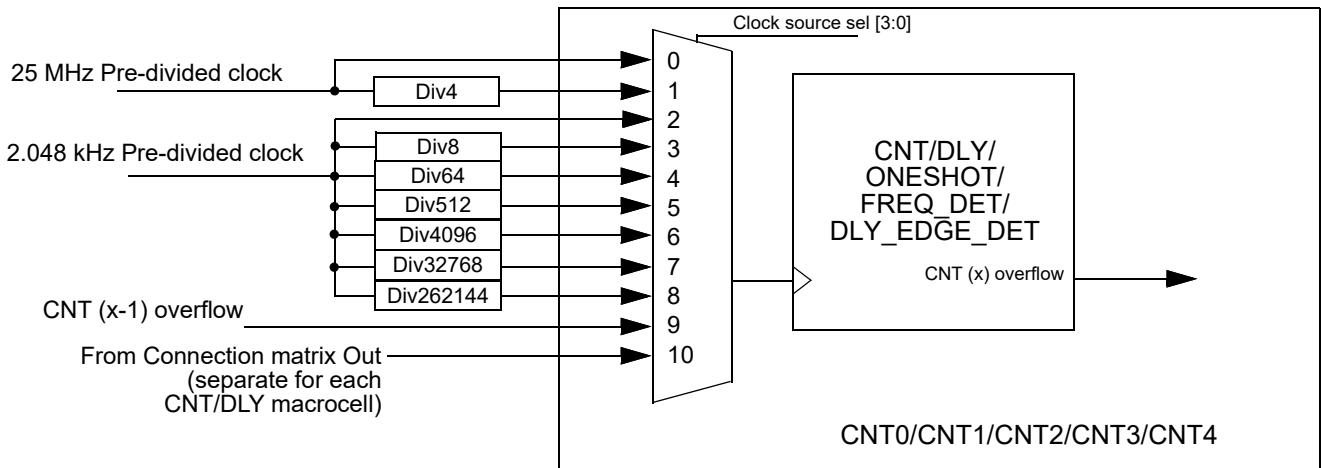 Clock source sel [3:0]
25 MHz Pre-divided clock
0
Div4
1
2
2.048 kHz Pre-divided clock
Div8
3
Div64
4
Div512
5
Div4096
6
Div32768
7
Div262144
8
CNT (x-1) overflow
9
From Connection matrix Out
(separate for each
CNT/DLY macrocell)
10
CNT/DLY/
ONESHOT/
FREQ_DET/
DLY_EDGE_DET
CNT (x) overflow
CNT0/CNT1/CNT2/CNT3/CNT4